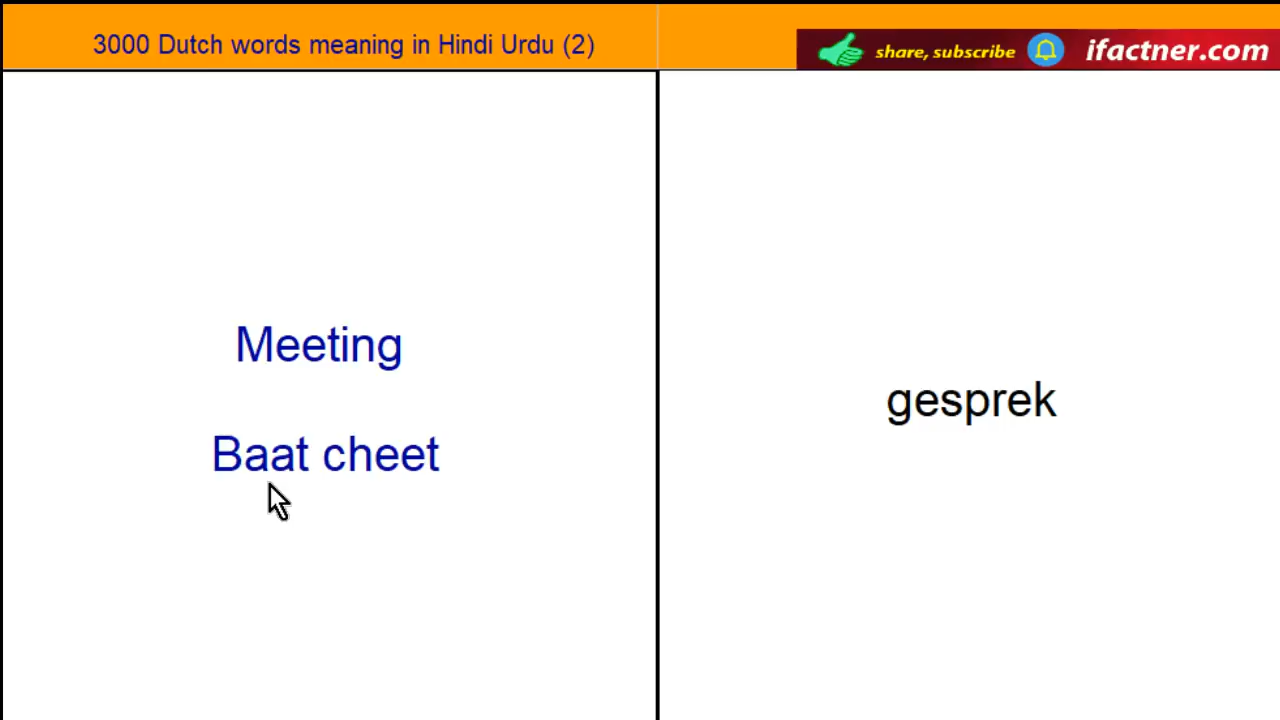 3000 Dutch words meaning in Hindi Urdu (2)
share, subscribe
ifactner.com
Meeting
Baat cheet
gesprek